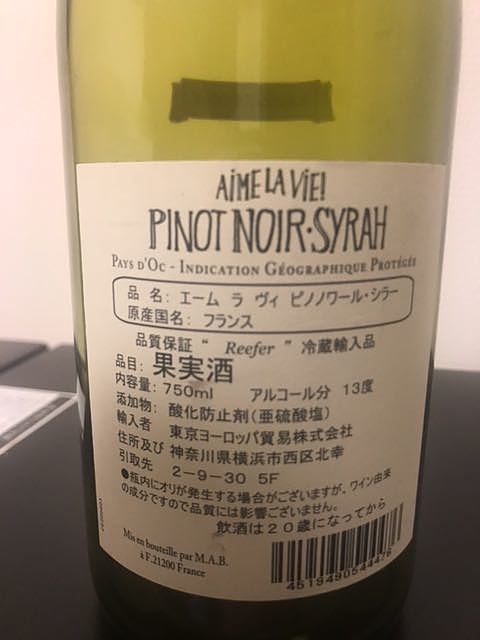 AiME LA ViE!
PINOT NOIR·SYRAH
PAYS D'OC - INDICATION GÉOGRAPHIQUE PROTÉGÉE
品 名: エーム ラ ヴィ ピノノワール・シラー
原産国名: フランス
品質保証 “ Reefer ” 冷蔵輸入品
品目: 果実酒
内容量: 750ml アルコール分 13度
添加物: 酸化防止剤(亜硫酸塩)
輸入者 東京ヨーロッパ貿易株式会社
住所及び 神奈川県横浜市西区北幸
引取先 2-9-30 5F
●瓶内にオリが発生する場合がございますが、ワイン由来
の成分ですので品質には影響ございません。
飲酒は20歳になってから
Mis en bouteille par M.A.B.
à F.21200 France
4519490544476